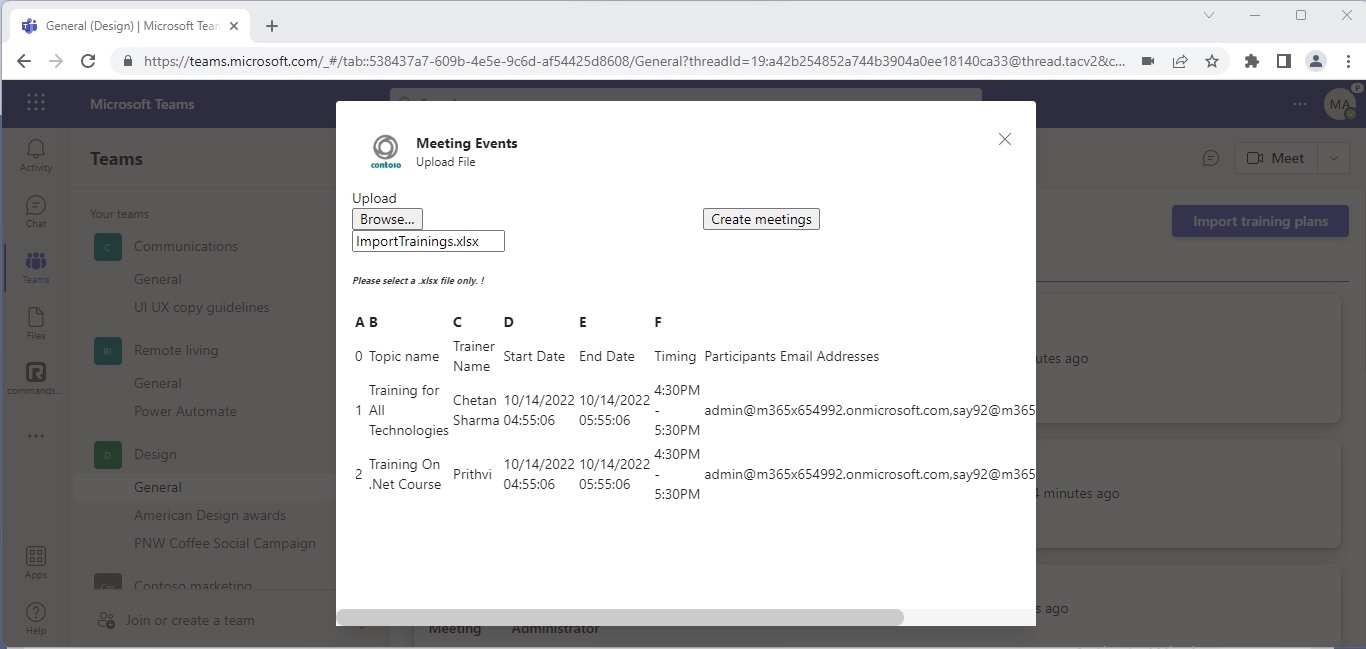 General (Design) | Microsoft Tean
https://teams.microsoft.com/_#/tab::538437a7-609b-4e5e-9c6d-af54425d8608/General?threadId=19:a42b254852a744b3904a0ee18140ca33@thread.tacv2&c...
Microsoft Teams
P
MA
Activity
Chat
Teams
Files
commands...
Apps
Help
Teams
Your teams
C Communications
General
UI UX copy guidelines
Rl Remote living
General
Power Automate
D Design
General
American Design awards
PNW Coffee Social Campaign
Cm Contoso marketing
Join or create a team
Meet
Import training plans
contoso
Meeting Events
Upload File
Upload
Browse...
Create meetings
ImportTrainings.xlsx
Please select a .xlsx file only. !
A B C D E F
0 Topic name Trainer Name Start Date End Date Timing Participants Email Addresses
1 Training for All Technologies Chetan Sharma 10/14/2022 04:55:06 10/14/2022 05:55:06 4:30PM - 5:30PM admin@m365x654992.onmicrosoft.com,say92@m365
2 Training On .Net Course Prithvi 10/14/2022 04:55:06 10/14/2022 05:55:06 4:30PM - 5:30PM admin@m365x654992.onmicrosoft.com,say92@m365
utes ago
minutes ago
s ago
Meeting Administrator